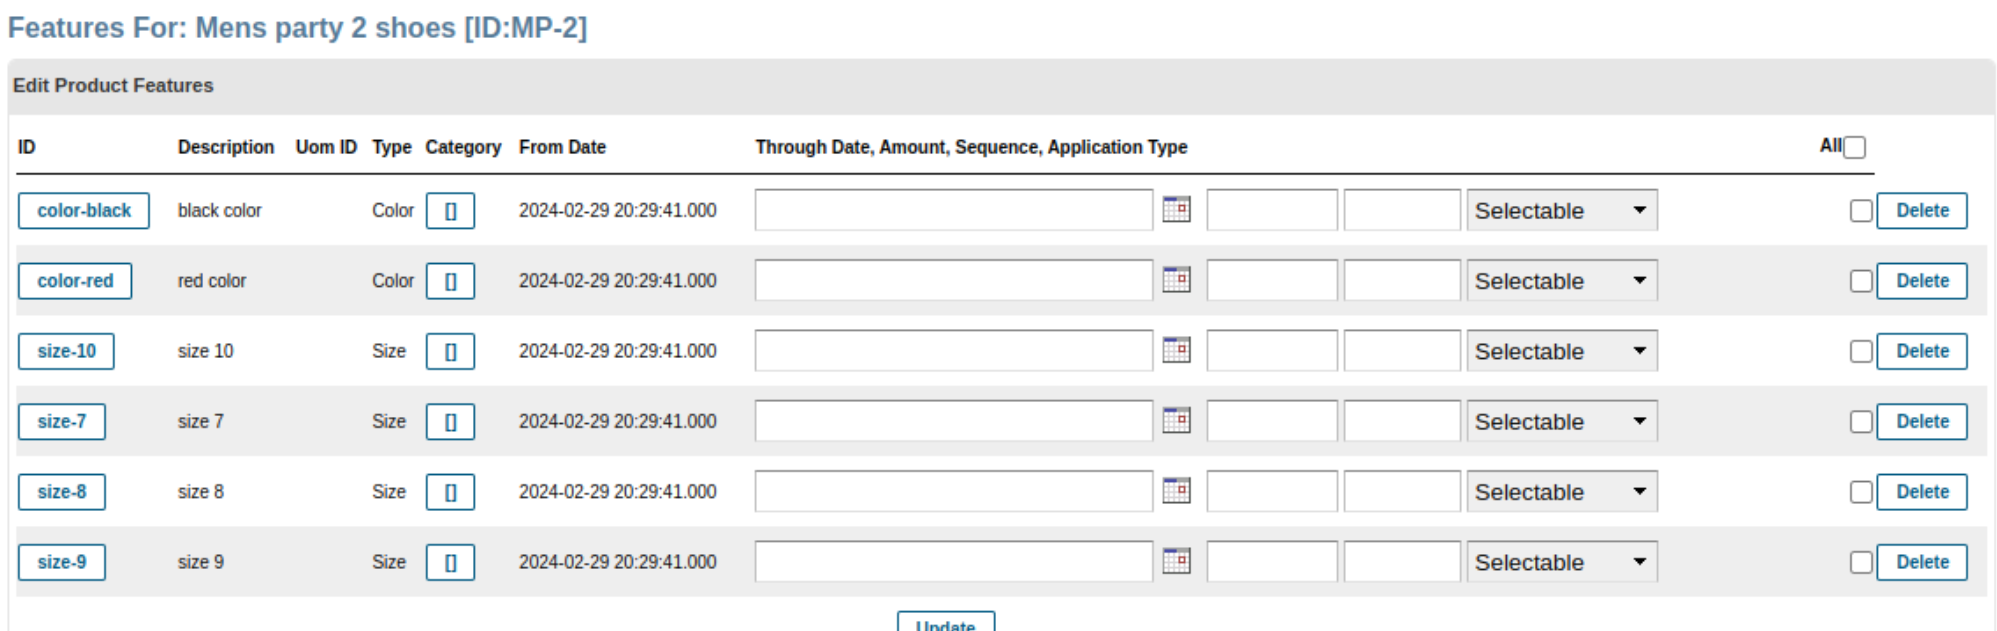 Features For: Mens party 2 shoes [ID:MP-2]
Edit Product Features
ID Description Uom ID Type Category From Date Through Date, Amount, Sequence, Application Type All
color-black black color Color [] 2024-02-29 20:29:41.000 Selectable Delete
color-red red color Color [] 2024-02-29 20:29:41.000 Selectable Delete
size-10 size 10 Size [] 2024-02-29 20:29:41.000 Selectable Delete
size-7 size 7 Size [] 2024-02-29 20:29:41.000 Selectable Delete
size-8 size 8 Size [] 2024-02-29 20:29:41.000 Selectable Delete
size-9 size 9 Size [] 2024-02-29 20:29:41.000 Selectable Delete
Update